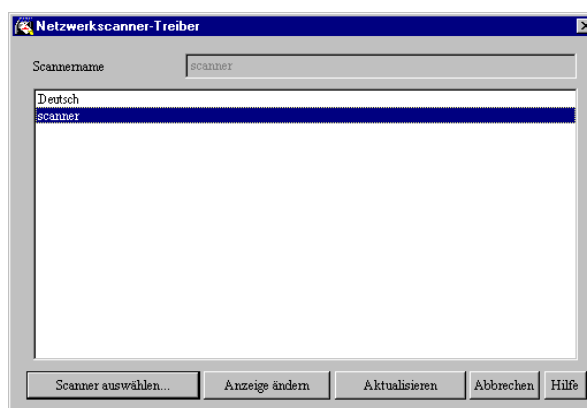 Netzwerkscanner-Treiber
Scannername scanner
Deutsch
scanner
Scanner auswählen... Anzeige ändern Aktualisieren Abbrechen Hilfe